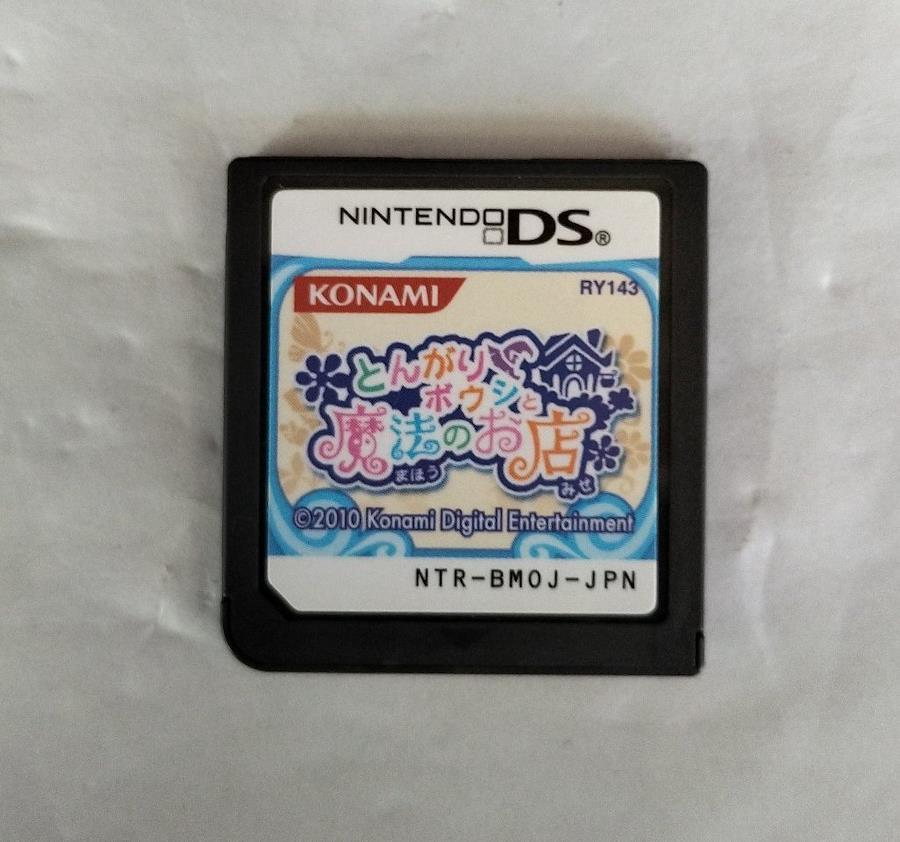 NINTENDO DS®
KONAMI
RY143
とんがり
ボウシと
魔法のお店
まほう
みせ
©2010 Konami Digital Entertainment
NTR-BMOJ-JPN